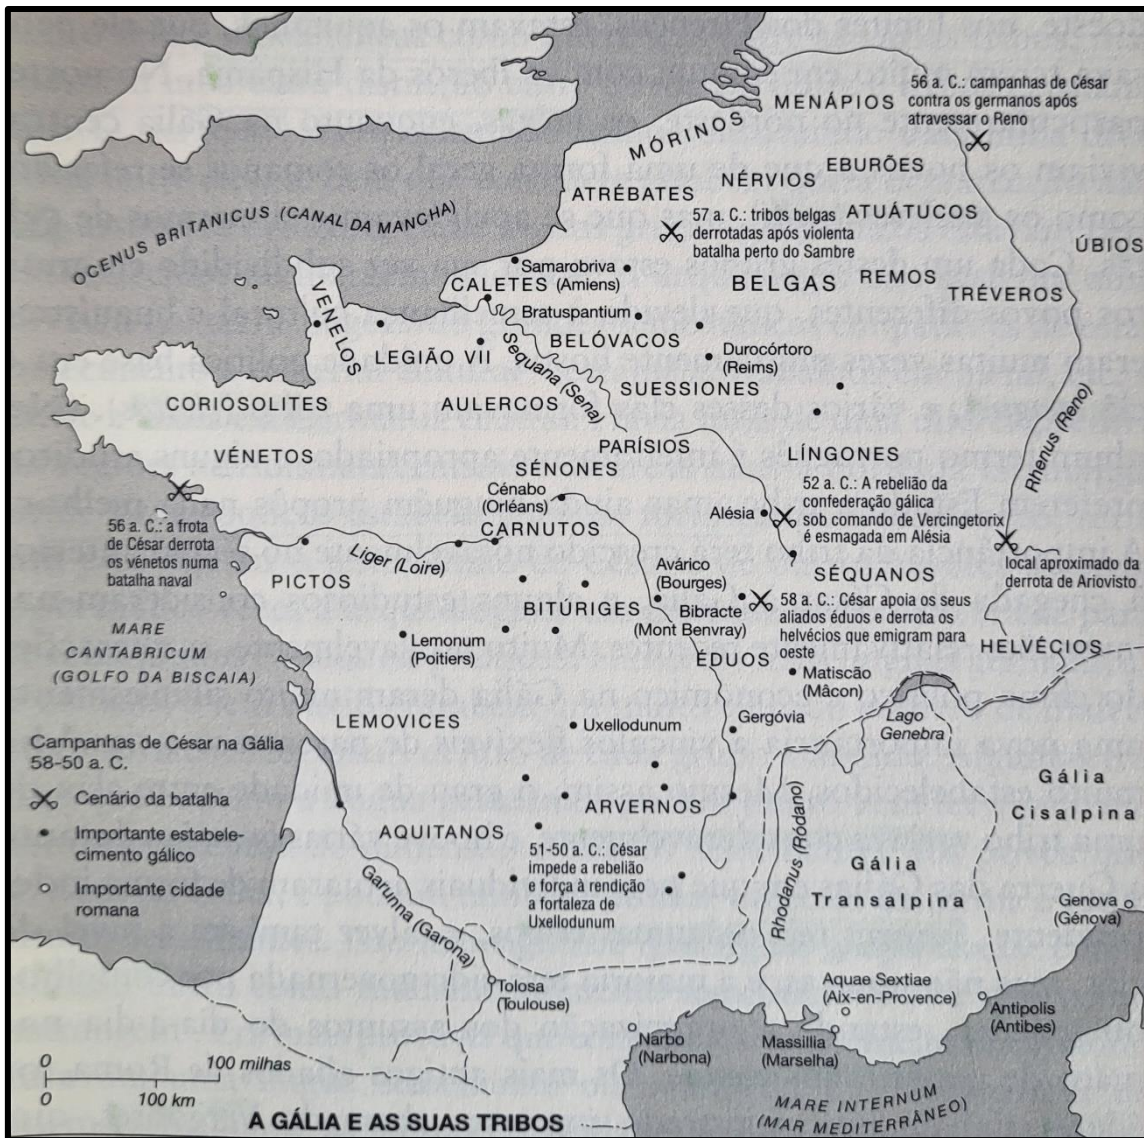 OCENUS BRITANICUS (CANAL DA MANCHA)
MENÁPIOS
56 a. C.: campanhas de César
contra os germanos após
atravessar o Reno
MÓRINOS
EBURÕES
NÉRVIOS
ATRÉBATES
ATUÁTUCOS
57 a. C.: tribos belgas
derrotadas após violenta
batalha perto do Sambre
ÚBIOS
Samarobriva
(Amiens)
CALETES
BELGAS
REMOS
TRÉVEROS
VENELOS
Bratuspantium
BELÓVACOS
LEGIÃO VII
Sequana (Sena)
Durocórtoro
(Reims)
SUESSIONES
CORIOSOLITES
AULERCOS
Rhemus (Reno)
PARÍSIOS
VÉNETOS
LÍNGONES
SÉNONES
Cénabo
(Orléans)
CARNUTOS
Alésia
52 a. C.: A rebelião da
confederação gálica
sob comando de Vercingetorix
é esmagada em Alésia
56 a. C.: a frota
de César derrota
os vénetos numa
batalha naval
Liger (Loire)
local aproximado da
derrota de Ariovisto
PICTOS
Avárico
(Bourges)
SÉQUANOS
BITÚRIGES
Bibracte
(Mont Benvray)
58 a. C.: César apoia os seus
aliados éduos e derrota os
helvécios que emigram para
oeste
MARE
CANTABRICUM
(GOLFO DA BISCAIA)
Lemonum
(Poitiers)
ÉDUOS
HELVÉCIOS
Matiscão
(Mâcon)
LEMOVICES
Uxellodunum
Gergóvia
Lago
Genebra
Campanhas de César na Gália
58-50 a. C.
Cenário da batalha
Importante estabele-
cimento gálico
Importante cidade
romana
Gália
Cisalpina
ARVERNOS
AQUITANOS
51-50 a. C.: César
impede a rebelião
e força à rendição
a fortaleza de
Uxellodunum
Rhodanus (Ródano)
Gália
Transalpina
Garunna (Garona)
Genova
(Génova)
Tolosa
(Toulouse)
Aquae Sextiae
(Aix-en-Provence)
Antipolis
(Antibes)
Narbo
(Narbona)
Massillia
(Marselha)
0 100 milhas
0 100 km
MARE INTERNUM
(MAR MEDITERRÂNEO)
A GÁLIA E AS SUAS TRIBOS